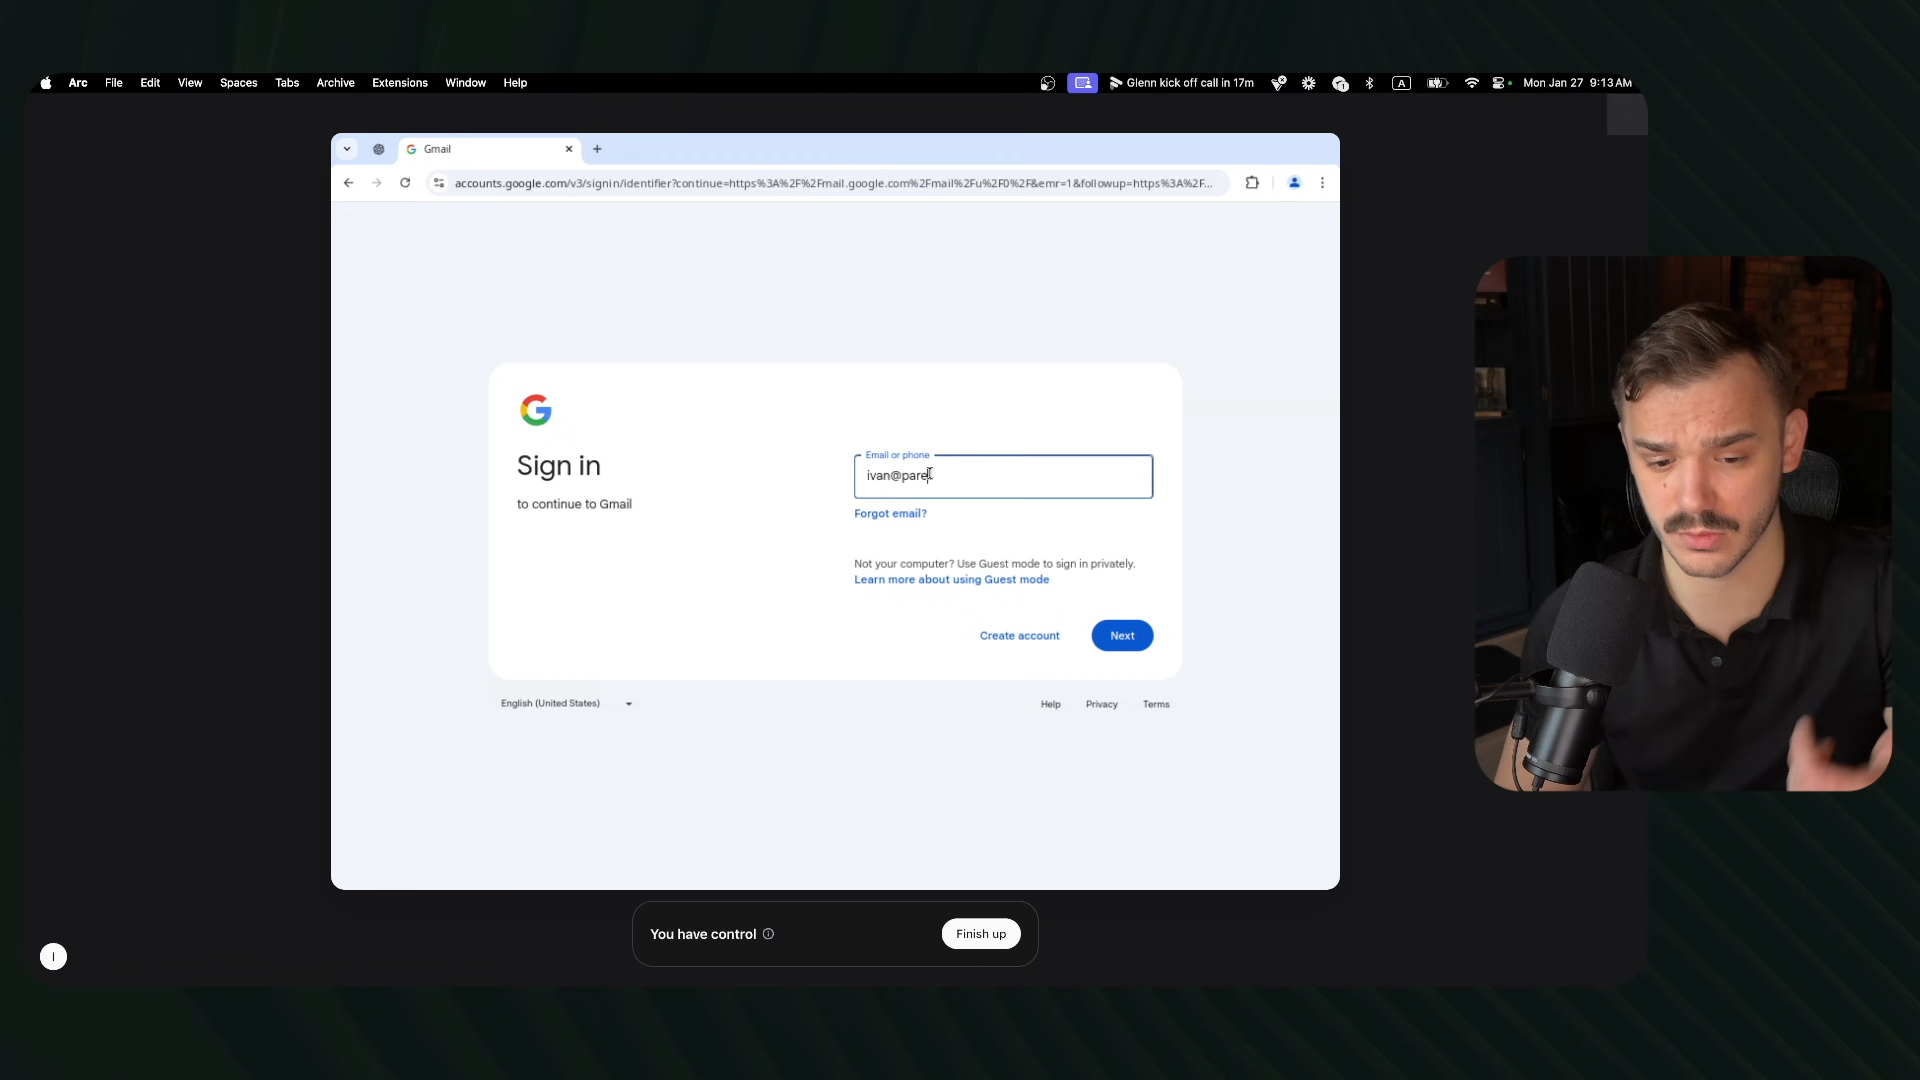 Arc File Edit View Spaces Tabs Archive Extensions Window Help
Glenn kick off call in 17m
A
Mon Jan 27 9:13 AM
Gmail
accounts.google.com/v3/signin/identifier?continue=https%3A%2F%2Fmail.google.com%2Fmail%2Fu%2F0%2F&emr=1&followup=https%3A%2F...
Sign in
to continue to Gmail
Email or phone
ivan@pare
Forgot email?
Not your computer? Use Guest mode to sign in privately.
Learn more about using Guest mode
Create account
Next
English (United States)
Help Privacy Terms
You have control
Finish up
I